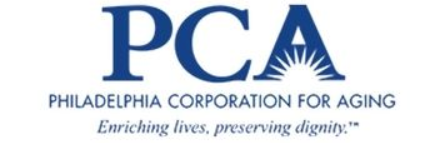 PCA
PHILADELPHIA CORPORATION FOR AGING
Enriching lives, preserving dignity.™